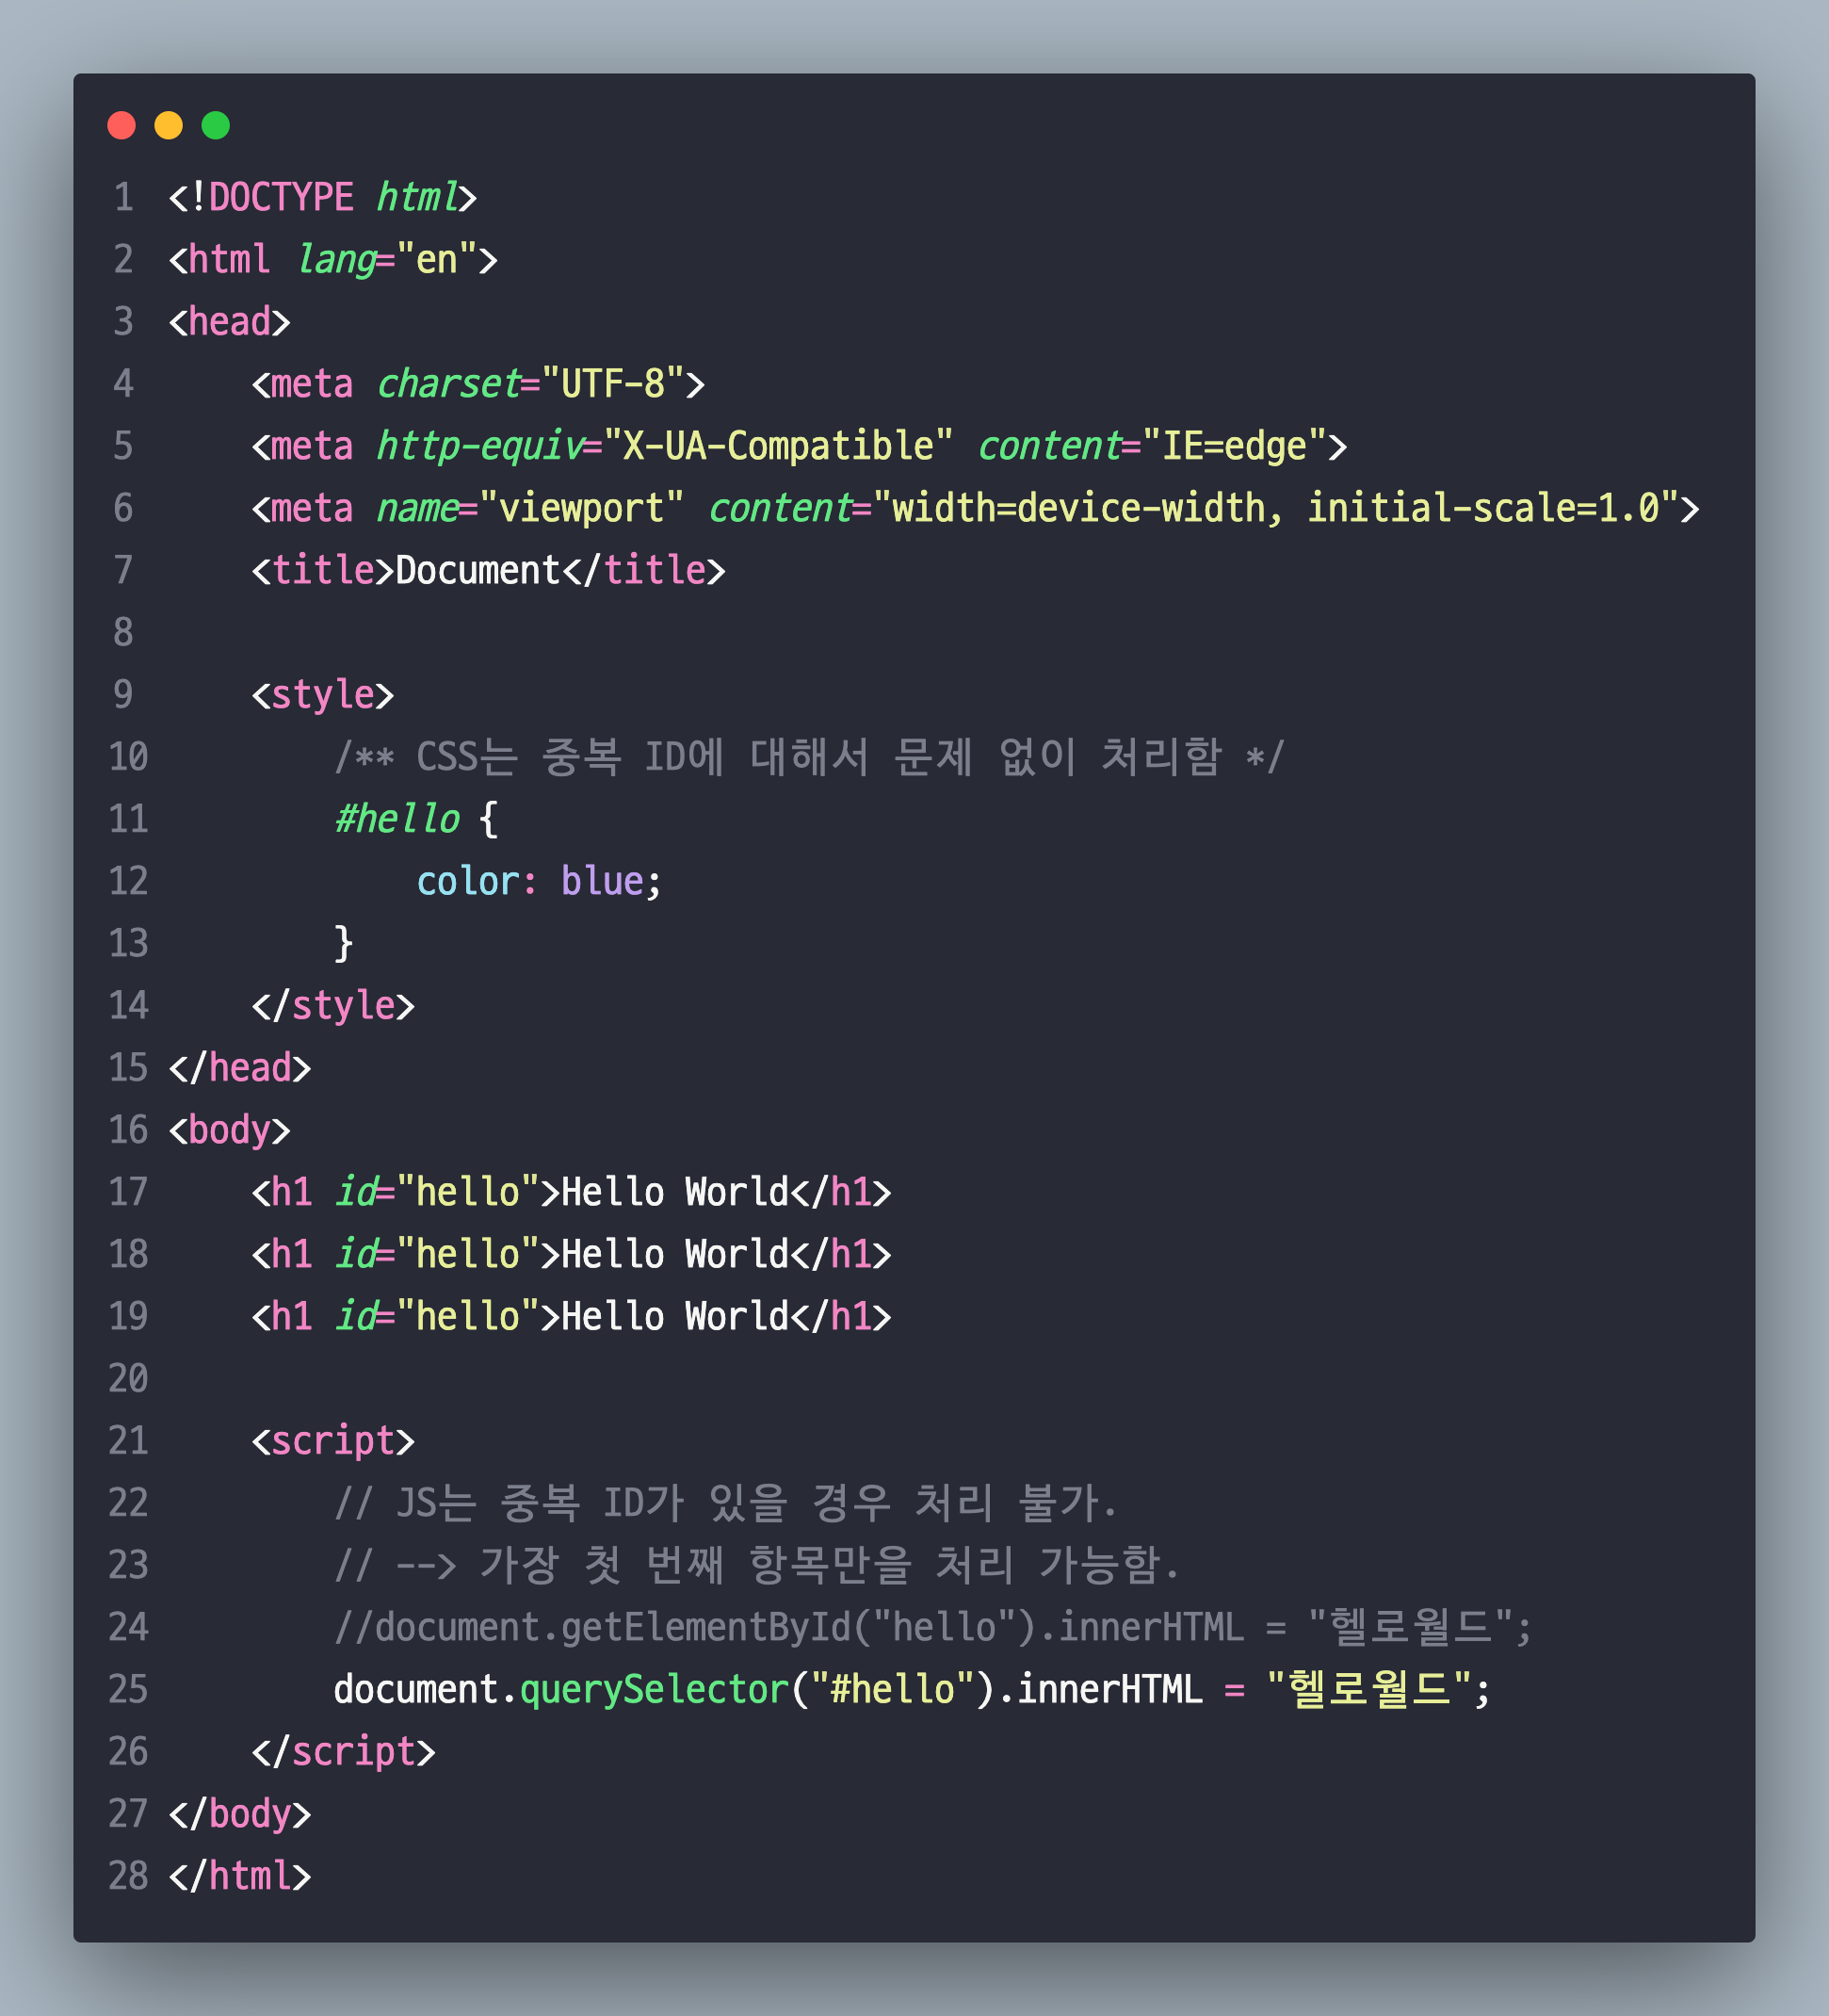 1 <!DOCTYPE html>
2 <html lang="en">
3 <head>
4     <meta charset="UTF-8">
5     <meta http-equiv="X-UA-Compatible" content="IE=edge">
6     <meta name="viewport" content="width=device-width, initial-scale=1.0">
7     <title>Document</title>
8
9     <style>
10         /** CSS는 중복 ID에 대해서 문제 없이 처리함 */
11         #hello {
12             color: blue;
13         }
14     </style>
15 </head>
16 <body>
17     <h1 id="hello">Hello World</h1>
18     <h1 id="hello">Hello World</h1>
19     <h1 id="hello">Hello World</h1>
20
21     <script>
22         // JS는 중복 ID가 있을 경우 처리 불가.
23         // --> 가장 첫 번째 항목만을 처리 가능함.
24         //document.getElementById("hello").innerHTML = "헬로월드";
25         document.querySelector("#hello").innerHTML = "헬로월드";
26     </script>
27 </body>
28 </html>